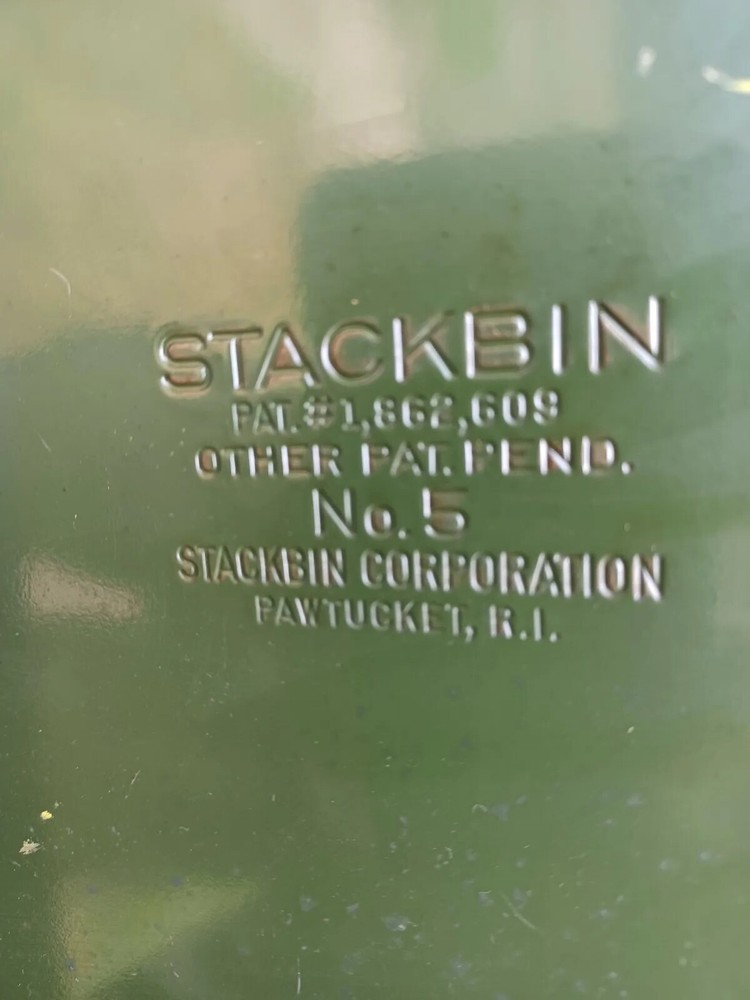 STACKBIN
PAT.#1,862,609
OTHER PAT. PEND.
No. 5
STACKBIN CORPORATION
PAWTUCKET, R.I.